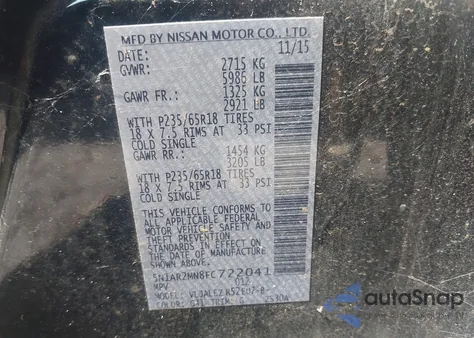 MFD BY NISSAN MOTOR CO., LTD.
DATE: 11/15
GVWR: 2715 KG
5986 LB
GAWR FR.: 1325 KG
2921 LB
WITH P235/65R18 TIRES
18 X 7.5 RIMS AT 33 PSI
COLD SINGLE
GAWR RR.: 1454 KG
3205 LB
WITH P235/65R18 TIRES
18 X 7.5 RIMS AT 33 PSI
COLD SINGLE
THIS VEHICLE CONFORMS TO
ALL APPLICABLE FEDERAL
MOTOR VEHICLE SAFETY
AND THEFT PREVENTION
STANDARDS IN EFFECT ON
THE DATE OF MANUFACTURE
SHOWN ABOVE.
5N1AR2MN8FC722041
MPV
MODEL:
COLOR: TRIM: G
autoSnap